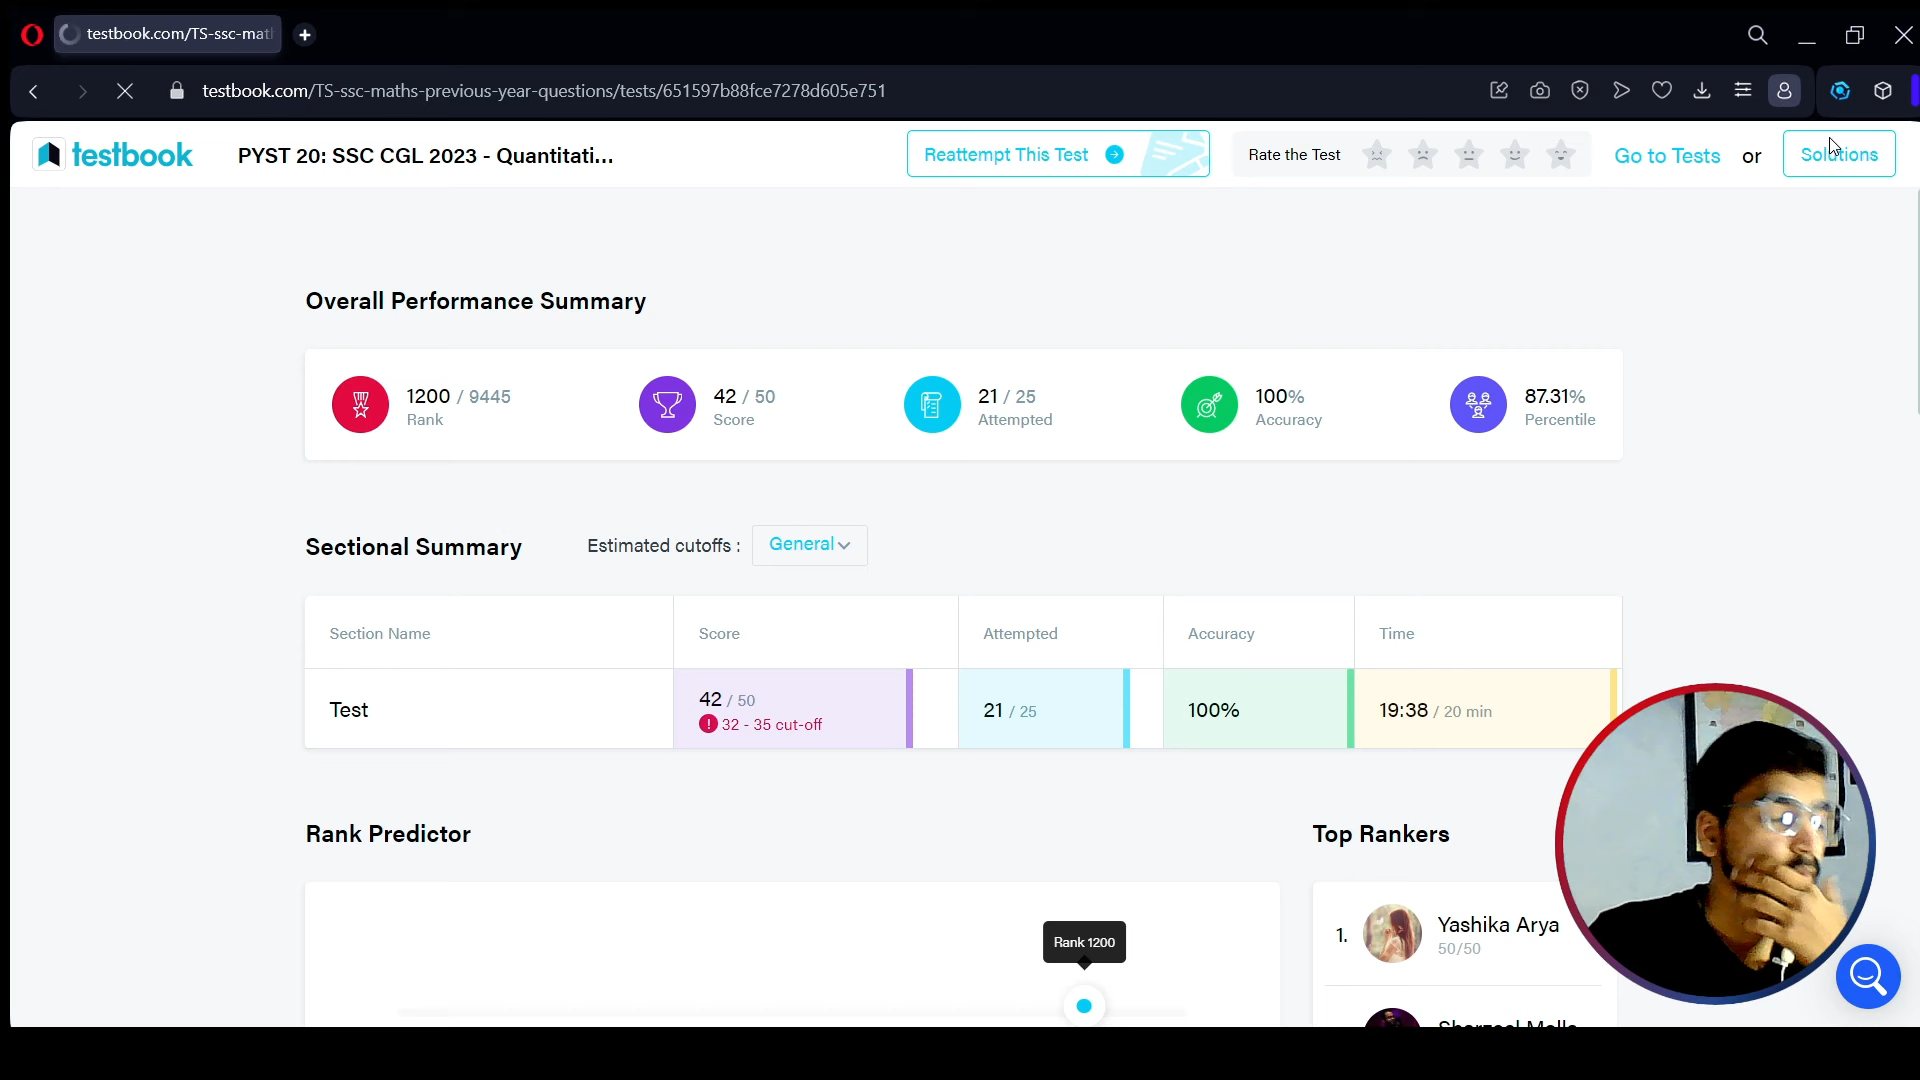 testbook.com/TS-ssc-mat
testbook.com/TS-ssc-maths-previous-year-questions/tests/651597b88fce7278d605e751
testbook
PYST 20: SSC CGL 2023 - Quantitati...
Reattempt This Test
Rate the Test
Go to Tests or Solutions
Overall Performance Summary
1200 / 9445
Rank
42 / 50
Score
21 / 25
Attempted
100%
Accuracy
87.31%
Percentile
Sectional Summary
Estimated cutoffs :
General
Section Name
Score
Attempted
Accuracy
Time
Test
42 / 50
32 - 35 cut-off
21 / 25
100%
19:38 / 20 min
Rank Predictor
Top Rankers
Rank 1200
1.
Yashika Arya
50/50